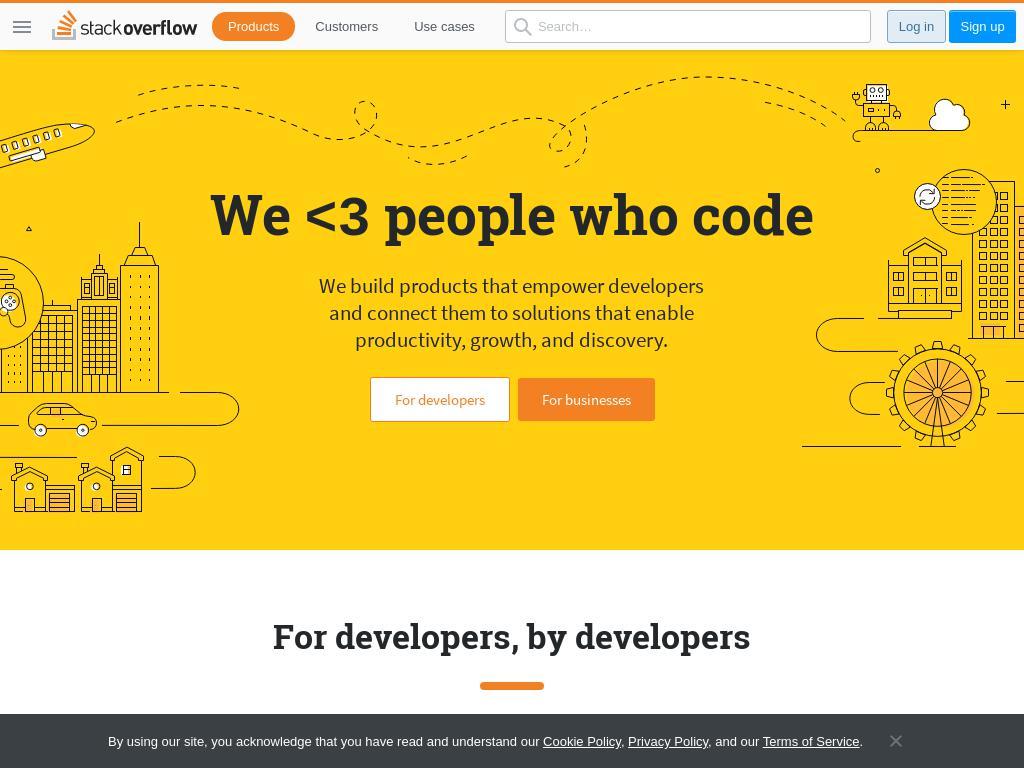 stackoverflow
Products
Customers
Use cases
Search…
Log in
Sign up
We <3 people who code
We build products that empower developers
and connect them to solutions that enable
productivity, growth, and discovery.
For developers
For businesses
For developers, by developers
By using our site, you acknowledge that you have read and understand our Cookie Policy, Privacy Policy, and our Terms of Service.